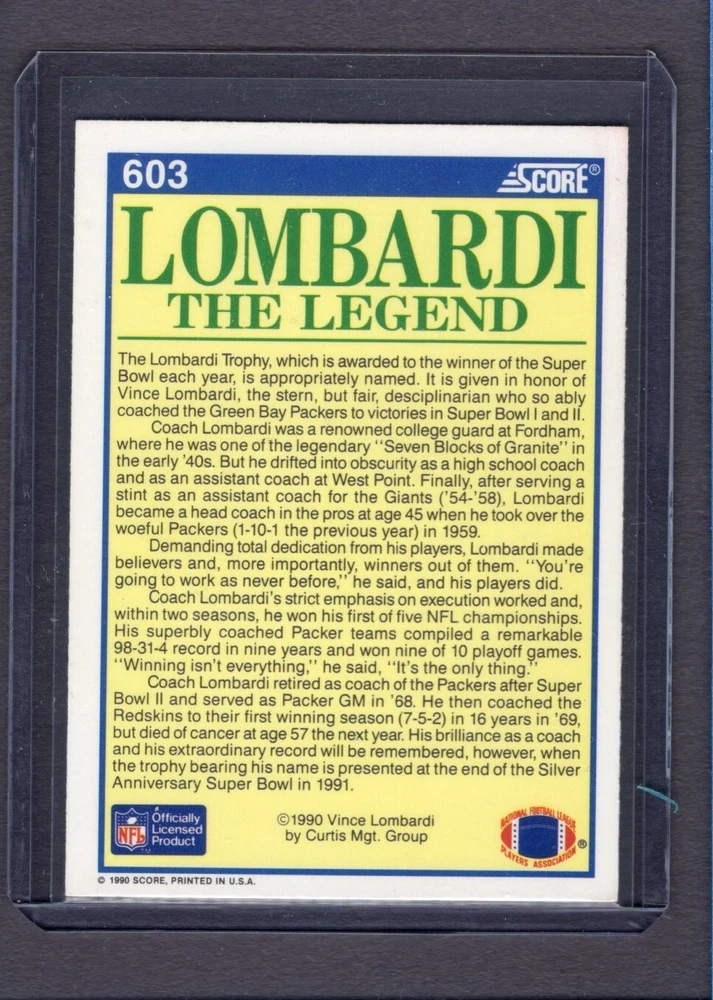 603
SCORE®
LOMBARDI
THE LEGEND
The Lombardi Trophy, which is awarded to the winner of the Super
Bowl each year, is appropriately named. It is given in honor of
Vince Lombardi, the stern, but fair, desciplinarian who so ably
coached the Green Bay Packers to victories in Super Bowl I and II.
Coach Lombardi was a renowned college guard at Fordham,
where he was one of the legendary "Seven Blocks of Granite" in
the early '40s. But he drifted into obscurity as a high school coach
and as an assistant coach at West Point. Finally, after serving a
stint as an assistant coach for the Giants ('54-'58), Lombardi
became a head coach in the pros at age 45 when he took over the
woeful Packers (1-10-1 the previous year) in 1959.
Demanding total dedication from his players, Lombardi made
believers and, more importantly, winners out of them. "You're
going to work as never before," he said, and his players did.
Coach Lombardi's strict emphasis on execution worked and,
within two seasons, he won his first of five NFL championships.
His superbly coached Packer teams compiled a remarkable
98-31-4 record in nine years and won nine of 10 playoff games.
"Winning isn't everything," he said, "It's the only thing."
Coach Lombardi retired as coach of the Packers after Super
Bowl II and served as Packer GM in '68. He then coached the
Redskins to their first winning season (7-5-2) in 16 years in '69,
but died of cancer at age 57 the next year. His brilliance as a coach
and his extraordinary record will be remembered, however, when
the trophy bearing his name is presented at the end of the Silver
Anniversary Super Bowl in 1991.
NFL
Officially
Licensed
Product
TM
©1990 Vince Lombardi
by Curtis Mgt. Group
NATIONAL FOOTBALL LEAGUE
PLAYERS ASSOCIATION
®
© 1990 SCORE, PRINTED IN U.S.A.